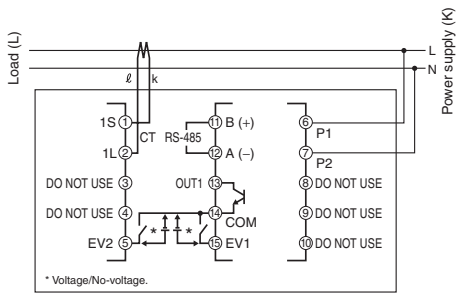 Load (L)
Power supply (K)
L
N
ℓ k
1S 1 CT RS-485 11 B (+) 6 P1
1L 2 12 A (−) 7 P2
DO NOT USE 3 OUT1 13 8 DO NOT USE
DO NOT USE 4 14 COM 9 DO NOT USE
EV2 5 * * 15 EV1 10 DO NOT USE
* Voltage/No-voltage.